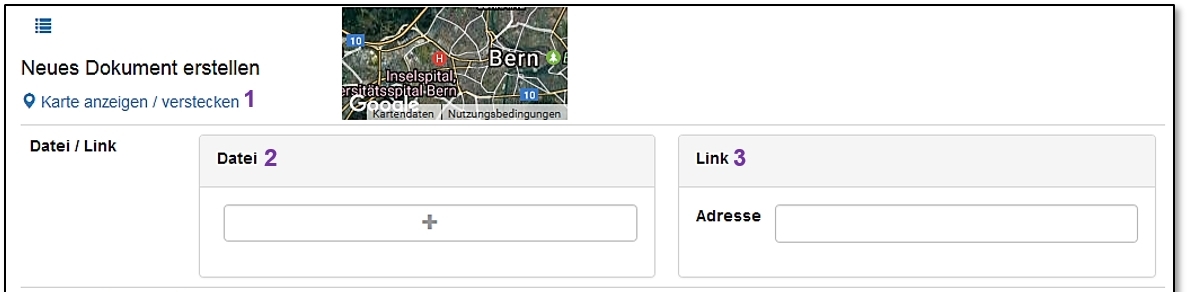 Neues Dokument erstellen
Karte anzeigen / verstecken 1
10
H
Bern
Inselspital,
ersitätsspital Bern
10
Google
Kartendaten Nutzungsbedingungen
Datei / Link
Datei 2
Link 3
+
Adresse